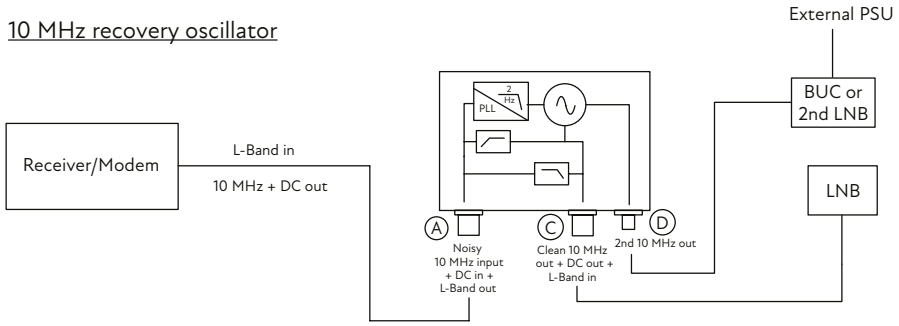 10 MHz recovery oscillator
External PSU
BUC or
2nd LNB
2
Hz
PLL
Receiver/Modem
L-Band in
10 MHz + DC out
LNB
A
C
D
Noisy
10 MHz input
+ DC in +
L-Band out
Clean 10 MHz
out + DC out +
L-Band in
2nd 10 MHz out